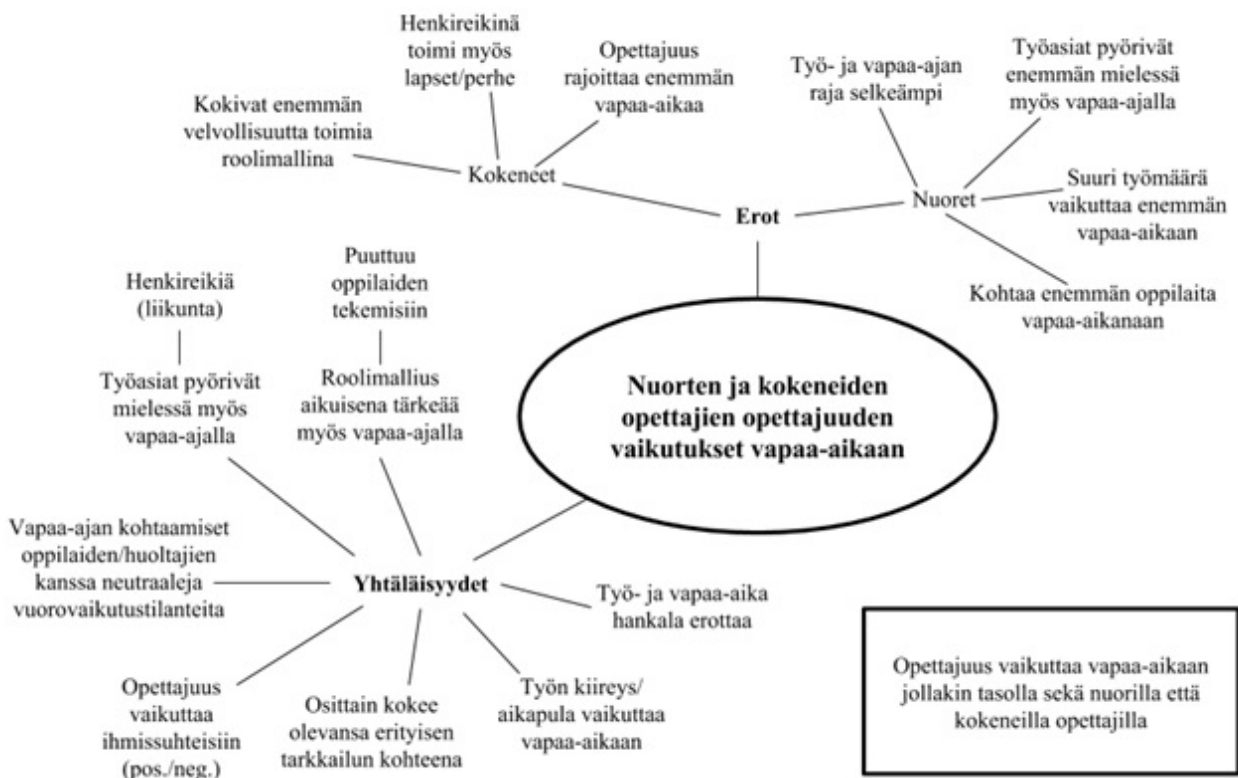 Henkireikinä
toimi myös
lapset/perhe
Opettajuus
rajoittaa enemmän
vapaa-aikaa
Kokivat enemmän
velvollisuutta toimia
roolimallina
Kokeneet
Työ- ja vapaa-ajan
raja selkeämpi
Työasiat pyörivät
enemmän mielessä
myös vapaa-ajalla
Suuri työmäärä
vaikuttaa enemmän
vapaa-aikaan
Nuoret
Kohtaa enemmän oppilaita
vapaa-aikanaan
Erot
Nuorten ja kokeneiden
opettajien opettajuuden
vaikutukset vapaa-aikaan
Henkireikiä
(liikunta)
Työasiat pyörivät
mielessä myös
vapaa-ajalla
Puuttuu
oppilaiden
tekemisiin
Roolimallius
aikuisena tärkeää
myös vapaa-ajalla
Vapaa-ajan kohtaamiset
oppilaiden/huoltajien
kanssa neutraaleja
vuorovaikutustilanteita
Yhtäläisyydet
Työ- ja vapaa-aika
hankala erottaa
Opettajuus
vaikuttaa
ihmissuhteisiin
(pos./neg.)
Osittain kokee
olevansa erityisen
tarkkailun kohteena
Työn kiireys/
aikapula vaikuttaa
vapaa-aikaan
Opettajuus vaikuttaa vapaa-aikaan
jollakin tasolla sekä nuorilla että
kokeneilla opettajilla